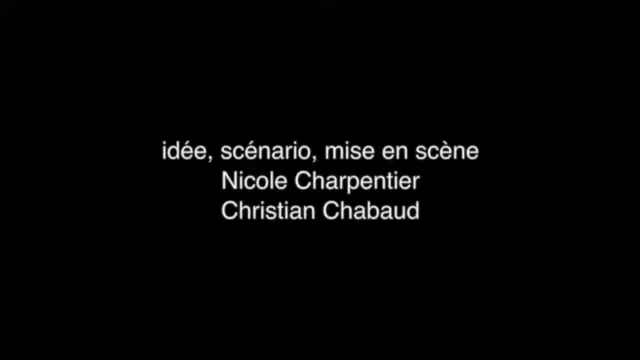 idée, scénario, mise en scène
Nicole Charpentier
Christian Chabaud